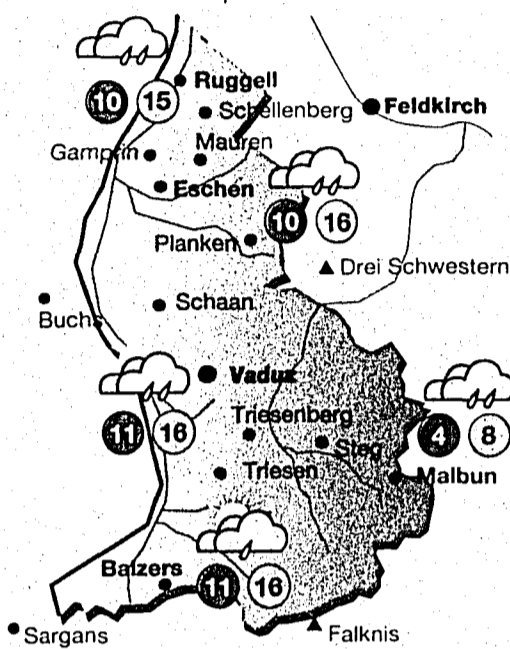 Ruggell
10 15
Schellenberg
Feldkirch
Mauren
Gamprin
Eschen
10 16
Planken
Drei Schwestern
Schaan
Buchs
Vaduz
Triesenberg
11 16
4 8
Steg
Triesen
Malbun
Balzers
11 16
Sargans
Falknis